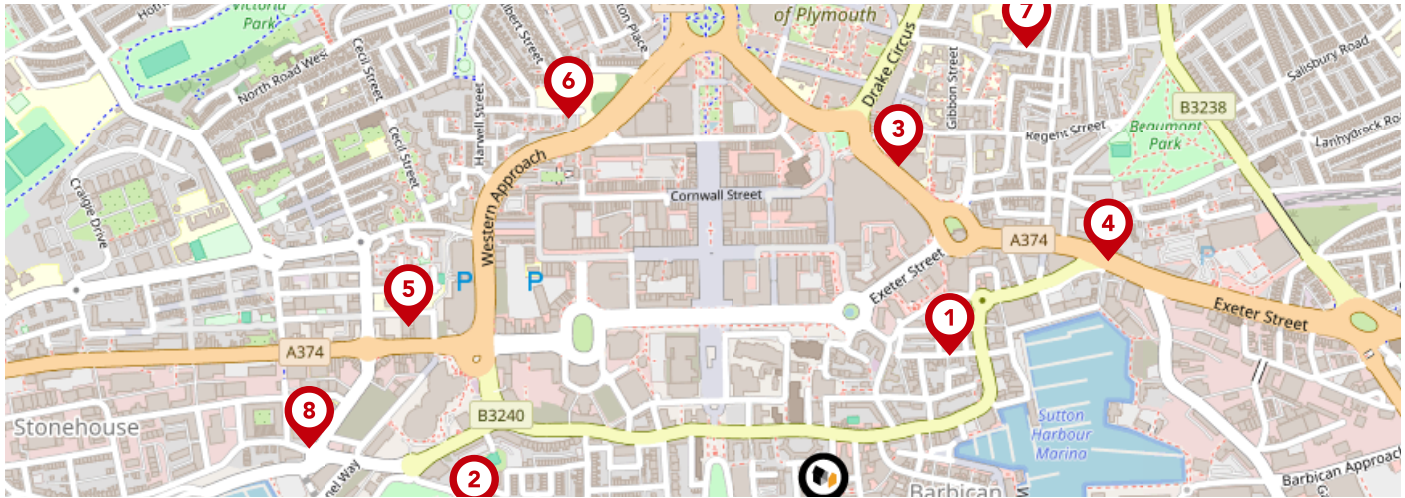 Victoria
Park
of Plymouth
7
Drake Circus
Salisbury Road
North Road West
Cecil Street
6
Gibbon Street
B3238
Harwell Street
3
Regent Street
Beaumont
Park
Cecil Street
Western Approach
Craigie Drive
Cornwall Street
4
A374
P
5
P
P
Exeter Street
1
Exeter Street
A374
8
B3240
Stonehouse
Sutton
Harbour
Marina
2
Barbican
Barbican Approach